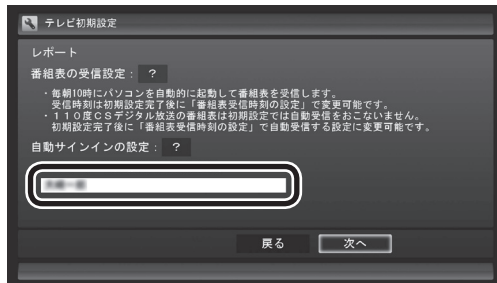 テレビ初期設定
レポート
番組表の受信設定： ?
・毎朝10時にパソコンを自動的に起動して番組表を受信します。
受信時刻は初期設定完了後に「番組表受信時刻の設定」で変更可能です。
・１１０度ＣＳデジタル放送の番組表は初期設定では自動受信をおこないません。
初期設定完了後に「番組表受信時刻の設定」で自動受信する設定に変更可能です。
自動サインインの設定： ?
戻る 次へ